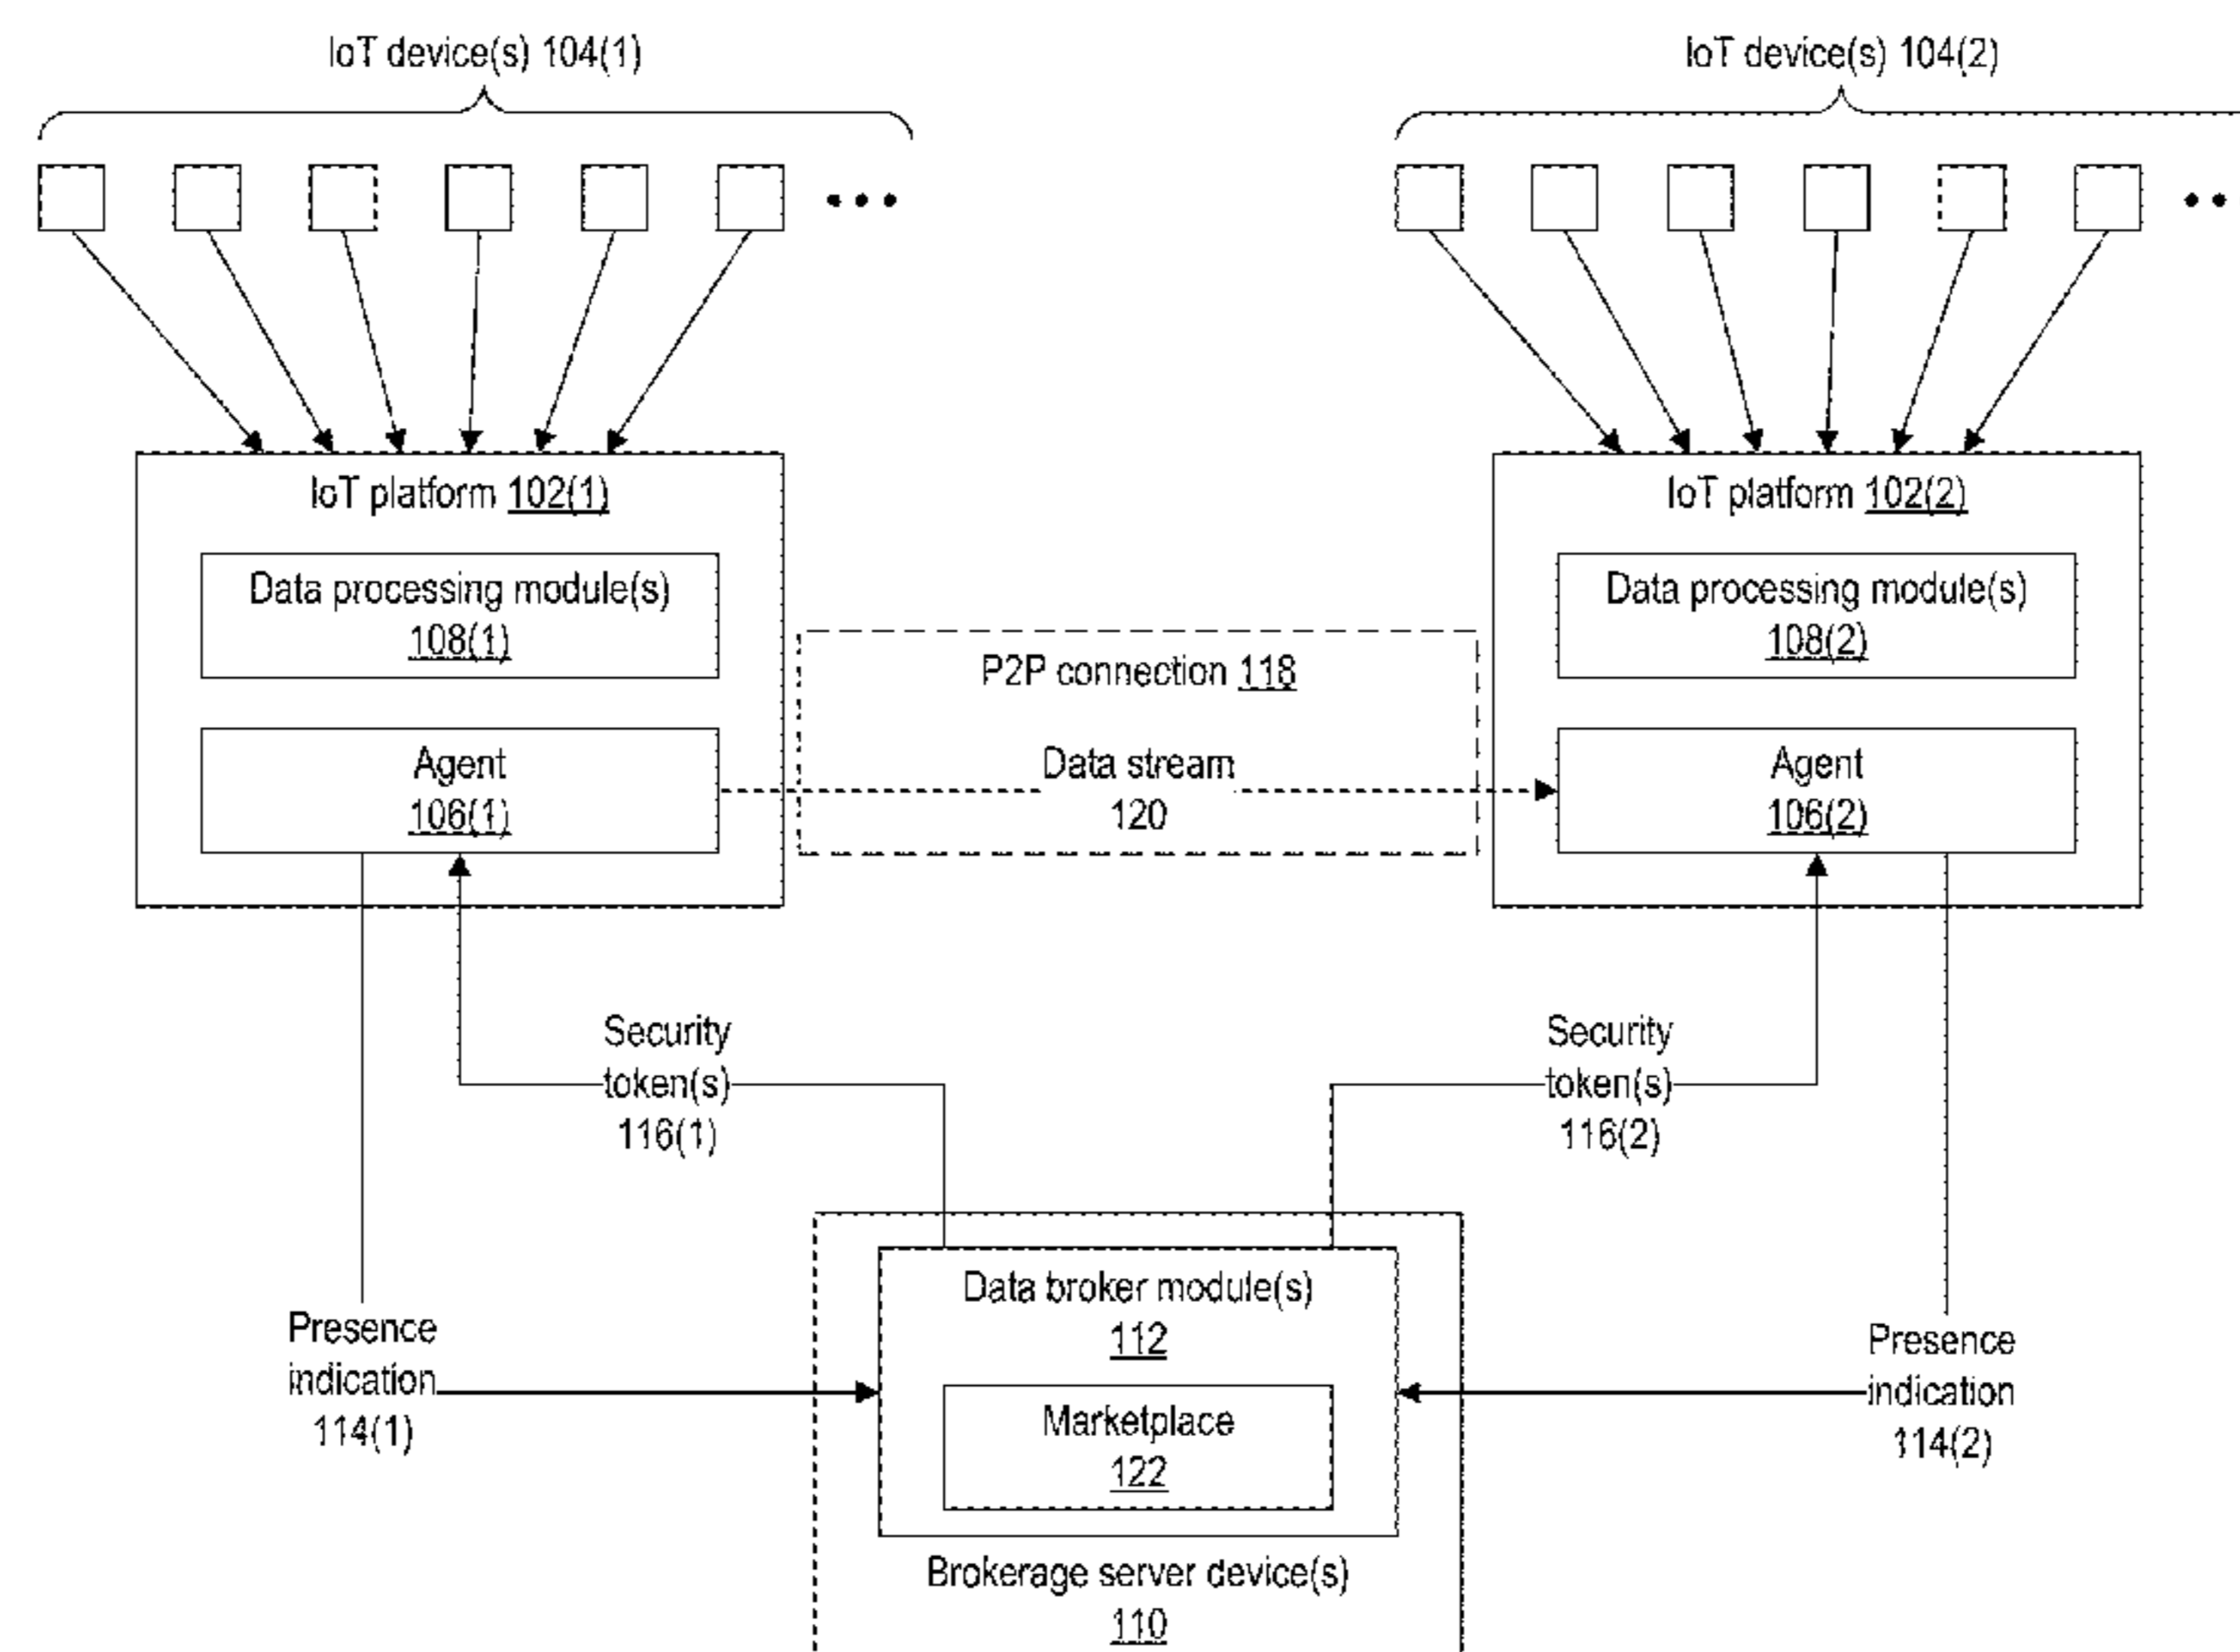 IoT device(s) 104(1)
IoT device(s) 104(2)
IoT platform 102(1)
Data processing module(s)
108(1)
Agent
106(1)
P2P connection 118
Data stream
120
IoT platform 102(2)
Data processing module(s)
108(2)
Agent
106(2)
Security
token(s)
116(1)
Security
token(s)
116(2)
Presence
indication
114(1)
Data broker module(s)
112
Marketplace
122
Brokerage server device(s)
110
Presence
indication
114(2)